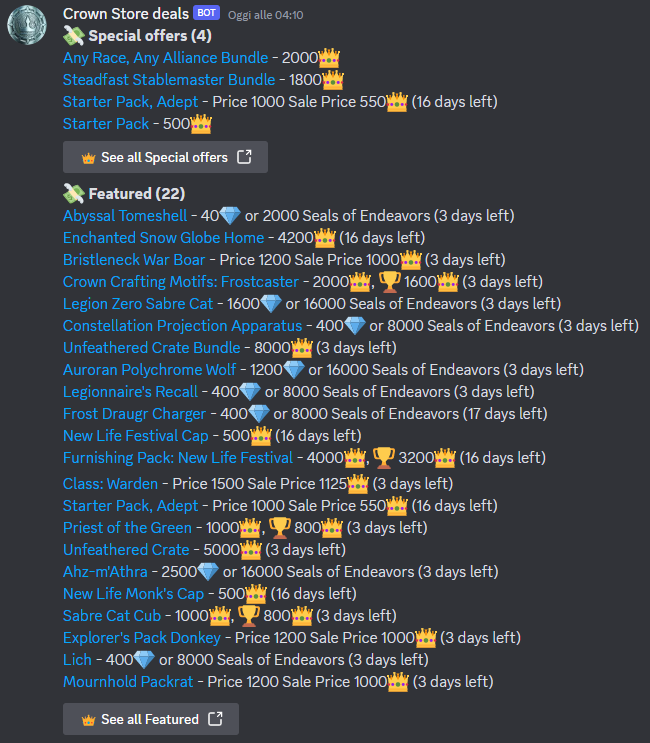 Crown Store deals BOT Oggi alle 04:10
💸 Special offers (4)
Any Race, Any Alliance Bundle - 2000👑
Steadfast Stablemaster Bundle - 1800👑
Starter Pack, Adept - Price 1000 Sale Price 550👑 (16 days left)
Starter Pack - 500👑
👑 See all Special offers
💸 Featured (22)
Abyssal Tomeshell - 40💎 or 2000 Seals of Endeavors (3 days left)
Enchanted Snow Globe Home - 4200👑 (16 days left)
Bristleneck War Boar - Price 1200 Sale Price 1000👑 (3 days left)
Crown Crafting Motifs: Frostcaster - 2000👑, 🏆1600👑 (3 days left)
Legion Zero Sabre Cat - 1600💎 or 16000 Seals of Endeavors (3 days left)
Constellation Projection Apparatus - 400💎 or 8000 Seals of Endeavors (3 days left)
Unfeathered Crate Bundle - 8000👑 (3 days left)
Auroran Polychrome Wolf - 1200💎 or 16000 Seals of Endeavors (3 days left)
Legionnaire's Recall - 400💎 or 8000 Seals of Endeavors (3 days left)
Frost Draugr Charger - 400💎 or 8000 Seals of Endeavors (17 days left)
New Life Festival Cap - 500👑 (16 days left)
Furnishing Pack: New Life Festival - 4000👑, 🏆3200👑 (16 days left)
Class: Warden - Price 1500 Sale Price 1125👑 (3 days left)
Starter Pack, Adept - Price 1000 Sale Price 550👑 (16 days left)
Priest of the Green - 1000👑, 🏆800👑 (3 days left)
Unfeathered Crate - 5000👑 (3 days left)
Ahz-m'Athra - 2500💎 or 16000 Seals of Endeavors (3 days left)
New Life Monk's Cap - 500👑 (16 days left)
Sabre Cat Cub - 1000👑, 🏆800👑 (3 days left)
Explorer's Pack Donkey - Price 1200 Sale Price 1000👑 (3 days left)
Lich - 400💎 or 8000 Seals of Endeavors (3 days left)
Mournhold Packrat - Price 1200 Sale Price 1000👑 (3 days left)
👑 See all Featured